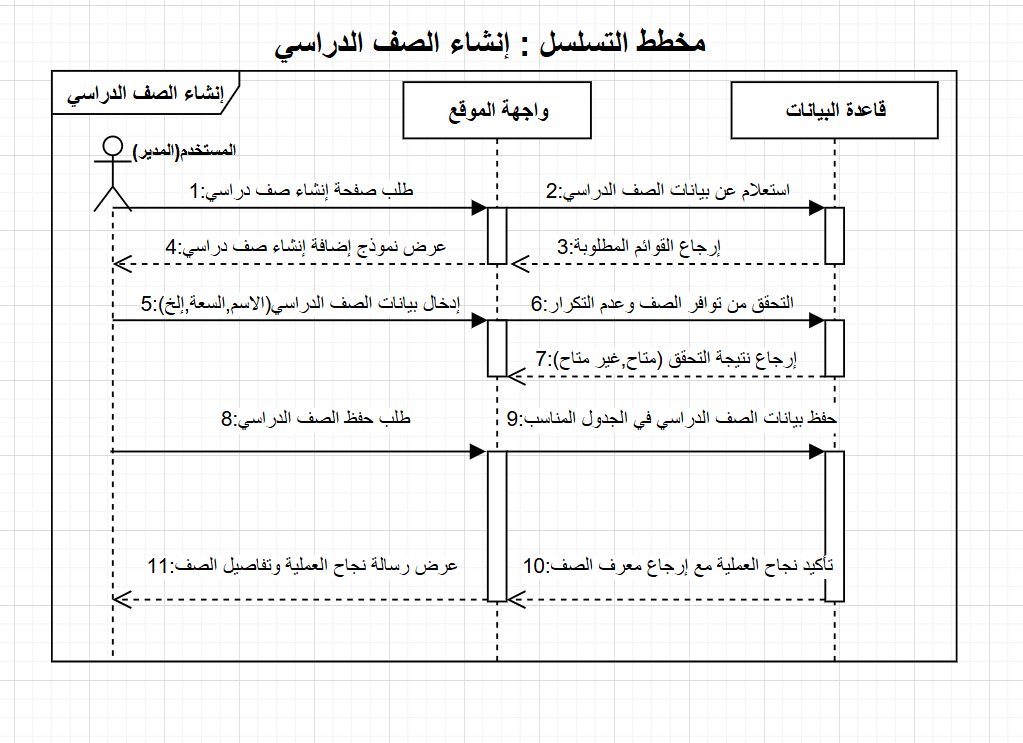 مخطط التسلسل : إنشاء الصف الدراسي
إنشاء الصف الدراسي
واجهة الموقع
قاعدة البيانات
المستخدم(المدير)
1:طلب صفحة إنشاء صف دراسي
2:استعلام عن بيانات الصف الدراسي
3:إرجاع القوائم المطلوبة
4:عرض نموذج إضافة إنشاء صف دراسي
5:إدخال بيانات الصف الدراسي(الاسم,السعة,إلخ)
6:التحقق من توافر الصف وعدم التكرار
7:إرجاع نتيجة التحقق (متاح,غير متاح)
8:طلب حفظ الصف الدراسي
9:حفظ بيانات الصف الدراسي في الجدول المناسب
10:تأكيد نجاح العملية مع إرجاع معرف الصف
11:عرض رسالة نجاح العملية وتفاصيل الصف